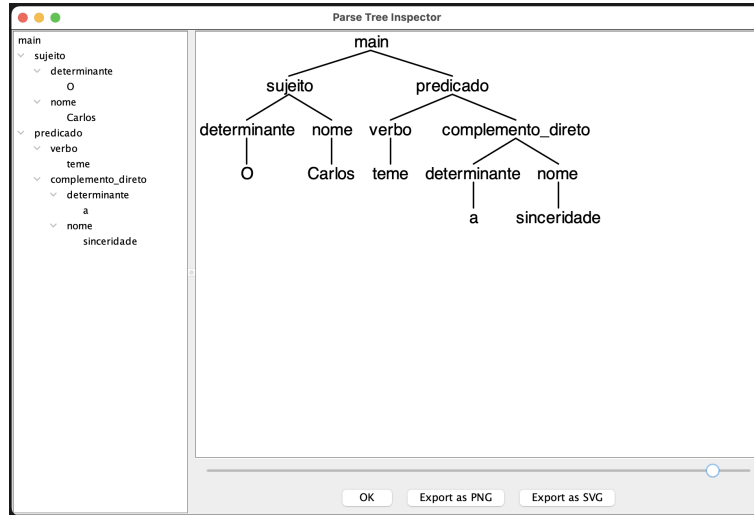 Parse Tree Inspector
main
sujeito
determinante
O
nome
Carlos
predicado
verbo
teme
complemento_direto
determinante
a
nome
sinceridade
main
sujeito predicado
determinante nome verbo complemento_direto
O Carlos teme determinante nome
a sinceridade
OK Export as PNG Export as SVG